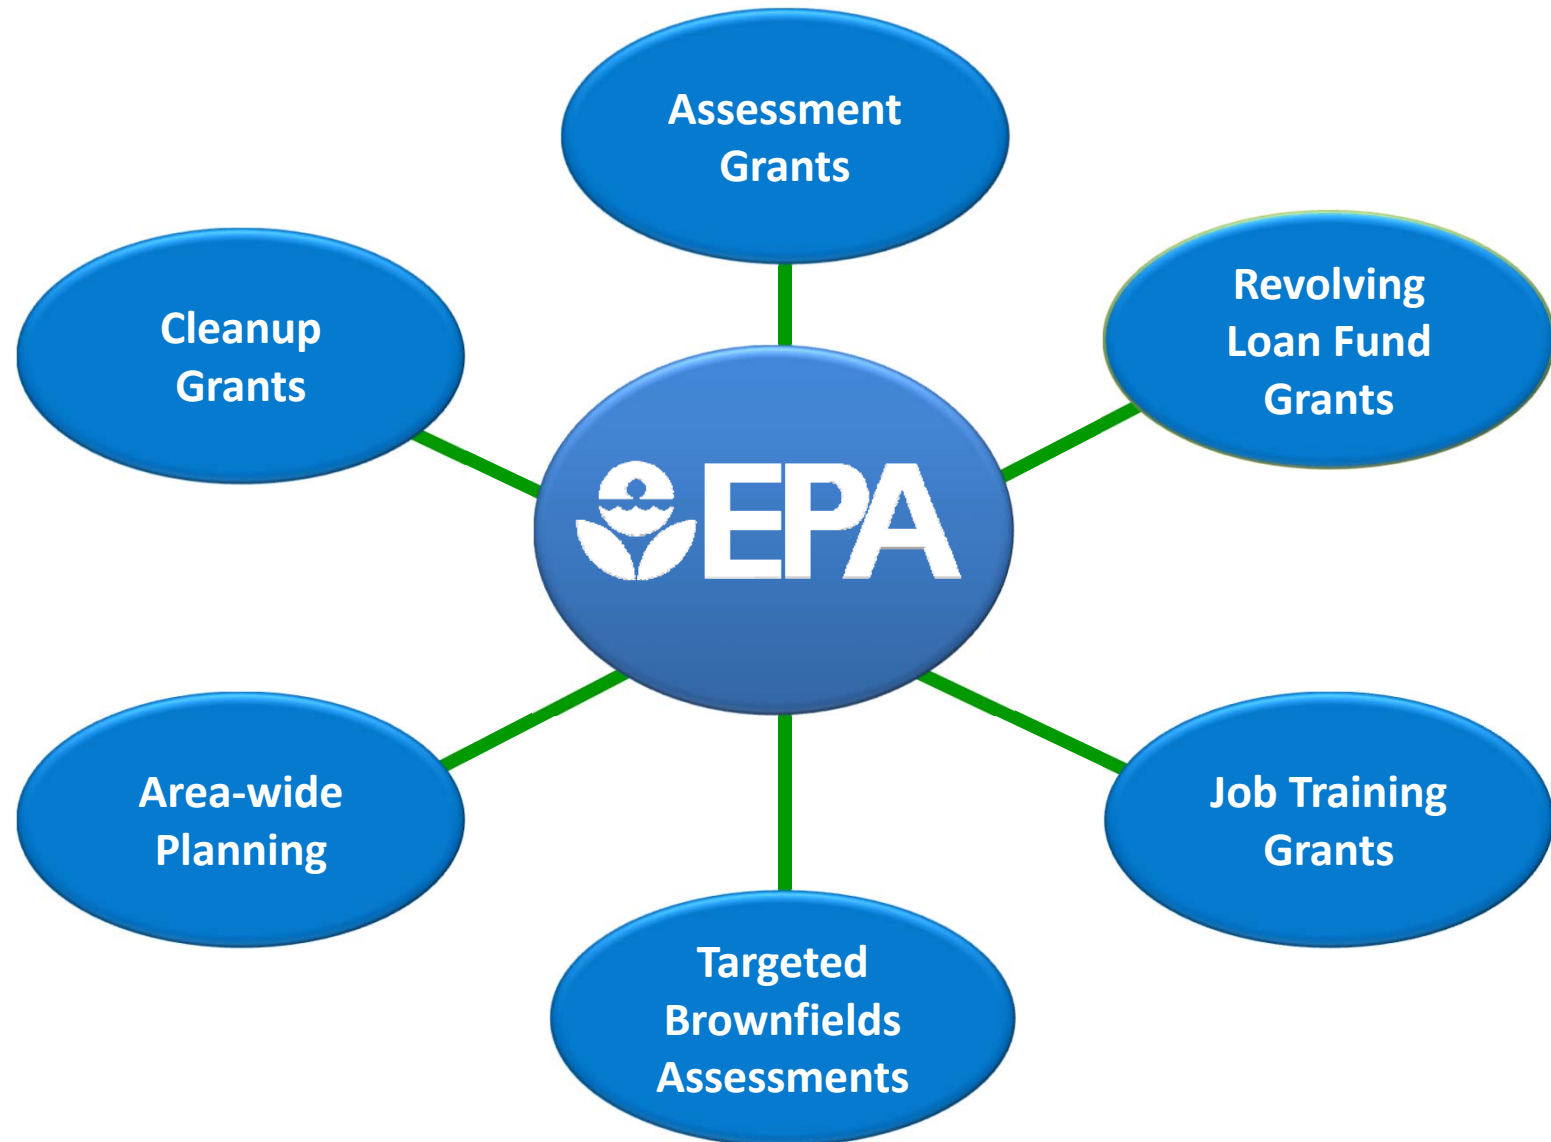 Assessment
Grants
Revolving
Loan Fund
Grants
Cleanup
Grants
EPA
Area-wide
Planning
Job Training
Grants
Targeted
Brownfields
Assessments